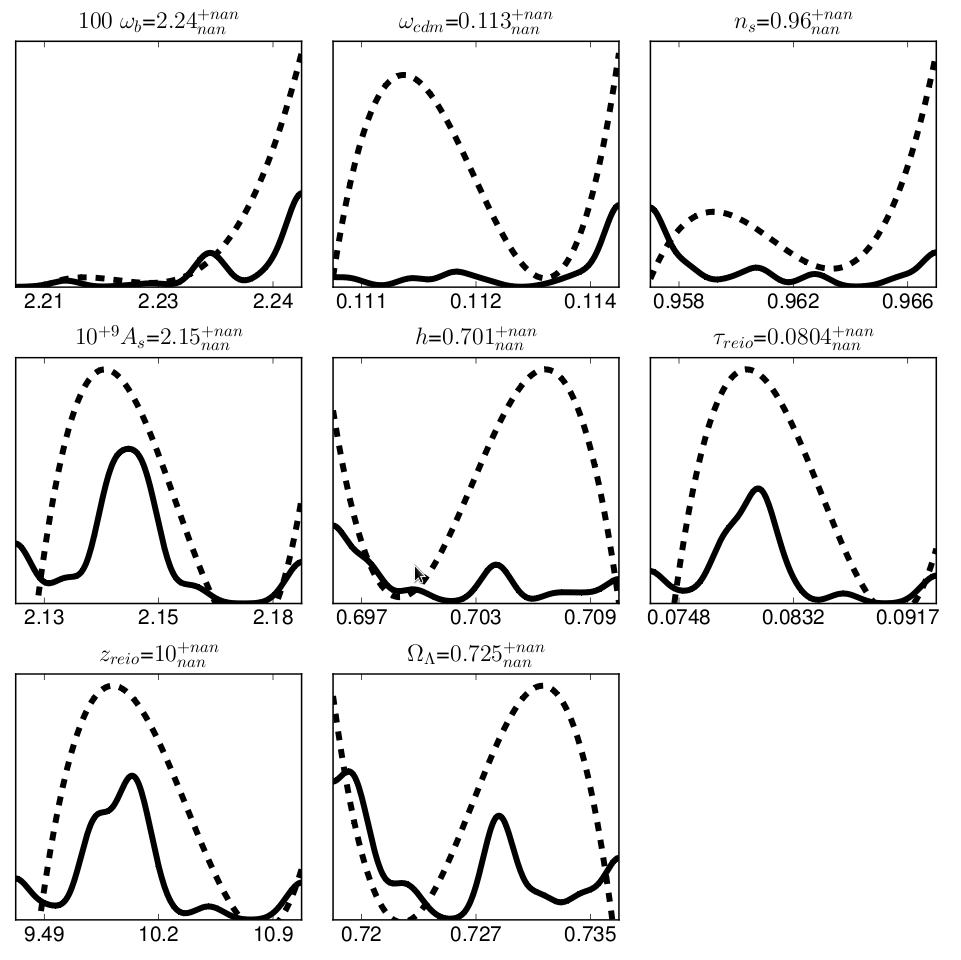 100 ω_b=2.24^{+nan}_{nan} ω_{cdm}=0.113^{+nan}_{nan} n_s=0.96^{+nan}_{nan}
2.21 2.23 2.24 0.111 0.112 0.114 0.958 0.962 0.966
10^{+9}A_s=2.15^{+nan}_{nan} h=0.701^{+nan}_{nan} τ_{reio}=0.0804^{+nan}_{nan}
2.13 2.15 2.18 0.697 0.703 0.709 0.0748 0.0832 0.0917
z_{reio}=10^{+nan}_{nan} Ω_Λ=0.725^{+nan}_{nan}
9.49 10.2 10.9 0.72 0.727 0.735